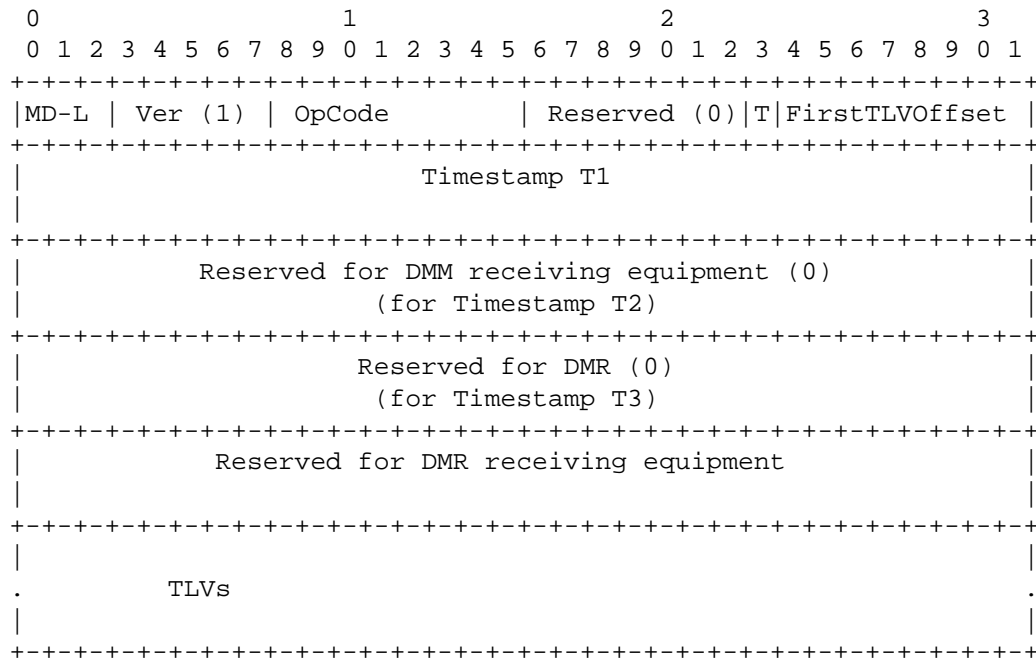 0                   1                   2                   3
 0 1 2 3 4 5 6 7 8 9 0 1 2 3 4 5 6 7 8 9 0 1 2 3 4 5 6 7 8 9 0 1
+-+-+-+-+-+-+-+-+-+-+-+-+-+-+-+-+-+-+-+-+-+-+-+-+-+-+-+-+-+-+-+-+
|MD-L | Ver (1) | OpCode        | Reserved (0)|T|FirstTLVOffset |
+-+-+-+-+-+-+-+-+-+-+-+-+-+-+-+-+-+-+-+-+-+-+-+-+-+-+-+-+-+-+-+-+
|                         Timestamp T1                          |
|                                                               |
+-+-+-+-+-+-+-+-+-+-+-+-+-+-+-+-+-+-+-+-+-+-+-+-+-+-+-+-+-+-+-+-+
|           Reserved for DMM receiving equipment (0)            |
|                      (for Timestamp T2)                       |
+-+-+-+-+-+-+-+-+-+-+-+-+-+-+-+-+-+-+-+-+-+-+-+-+-+-+-+-+-+-+-+-+
|                     Reserved for DMR (0)                      |
|                      (for Timestamp T3)                       |
+-+-+-+-+-+-+-+-+-+-+-+-+-+-+-+-+-+-+-+-+-+-+-+-+-+-+-+-+-+-+-+-+
|            Reserved for DMR receiving equipment               |
|                                                               |
+-+-+-+-+-+-+-+-+-+-+-+-+-+-+-+-+-+-+-+-+-+-+-+-+-+-+-+-+-+-+-+-+
|                                                               |
.         TLVs                                                  .
|                                                               |
+-+-+-+-+-+-+-+-+-+-+-+-+-+-+-+-+-+-+-+-+-+-+-+-+-+-+-+-+-+-+-+-+